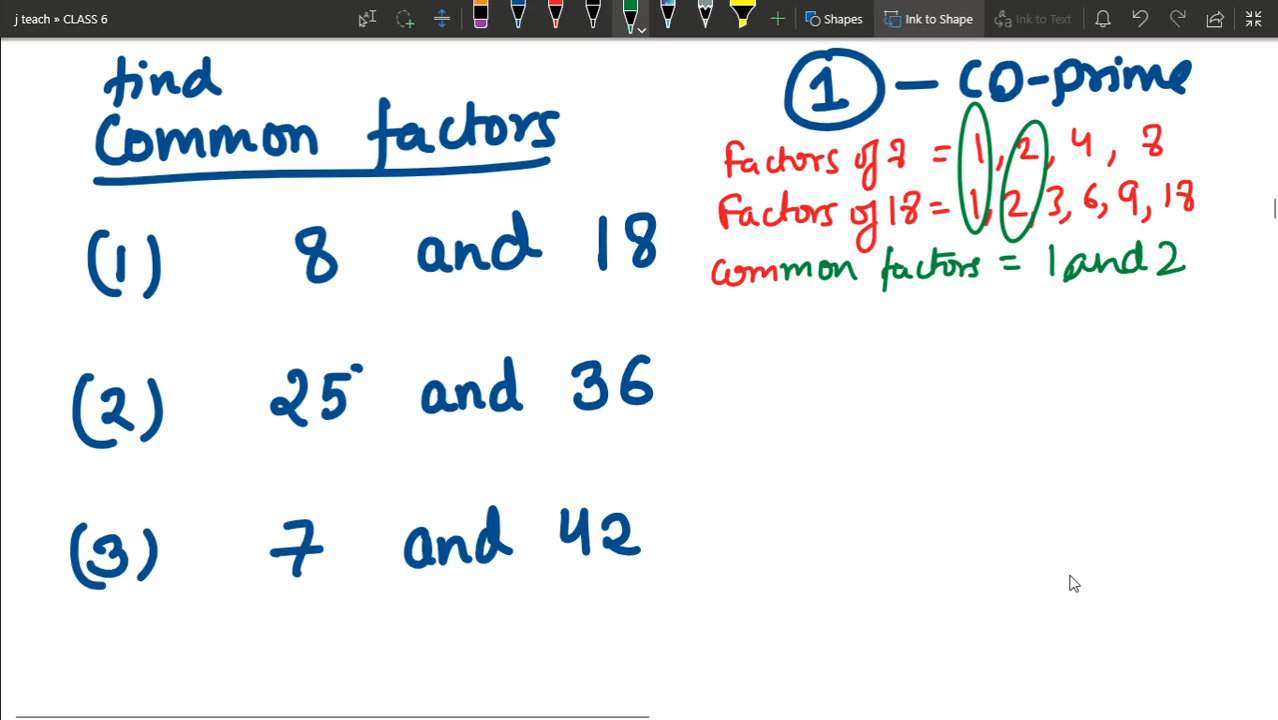 j teach » CLASS 6
Shapes
Ink to Shape
Ink to Text
find
Common factors
(1) 8 and 18
(2) 25 and 36
(3) 7 and 42
1 - CO-prime
Factors of 8 = 1, 2, 4, 8
Factors of 18 = 1, 2, 3, 6, 9, 18
common factors = 1 and 2